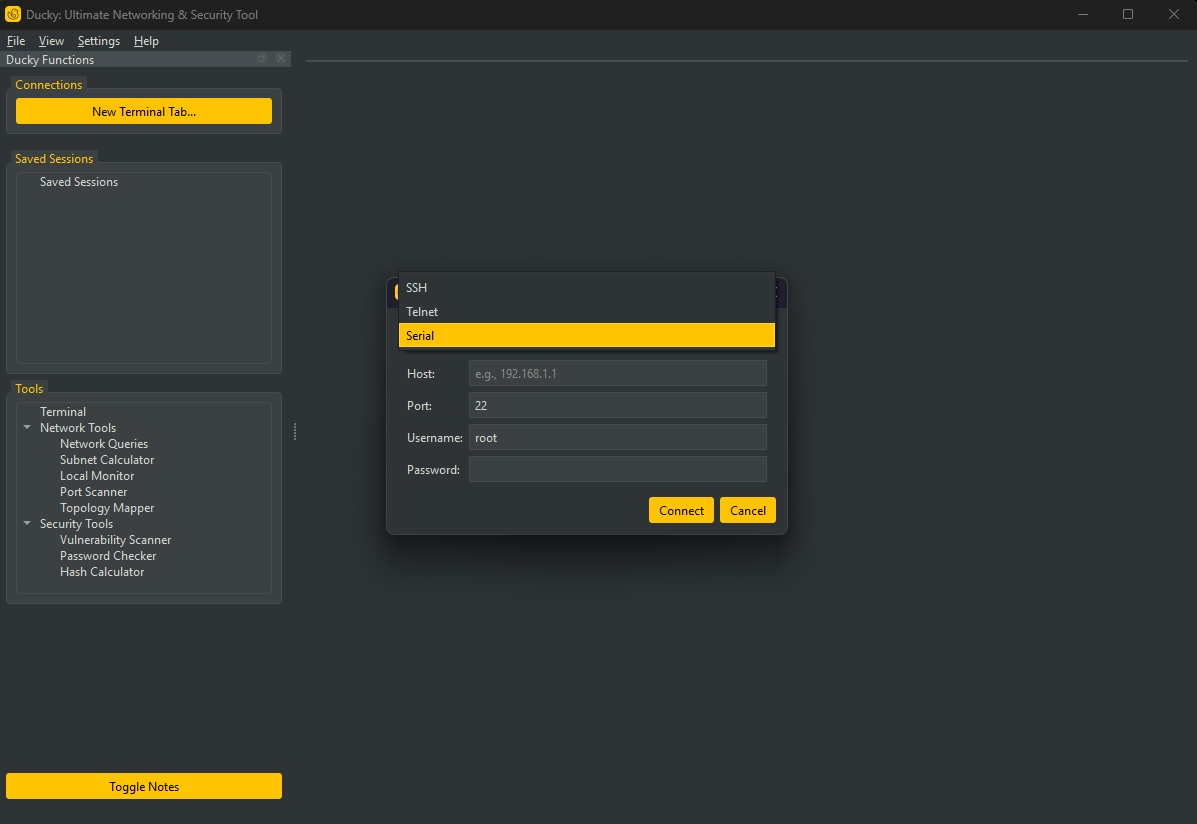 Ducky: Ultimate Networking & Security Tool
File View Settings Help
Ducky Functions
Connections
New Terminal Tab...
Saved Sessions
Saved Sessions
Tools
Terminal
Network Tools
Network Queries
Subnet Calculator
Local Monitor
Port Scanner
Topology Mapper
Security Tools
Vulnerability Scanner
Password Checker
Hash Calculator
Toggle Notes
SSH
Telnet
Serial
Host: e.g., 192.168.1.1
Port: 22
Username: root
Password:
Connect Cancel